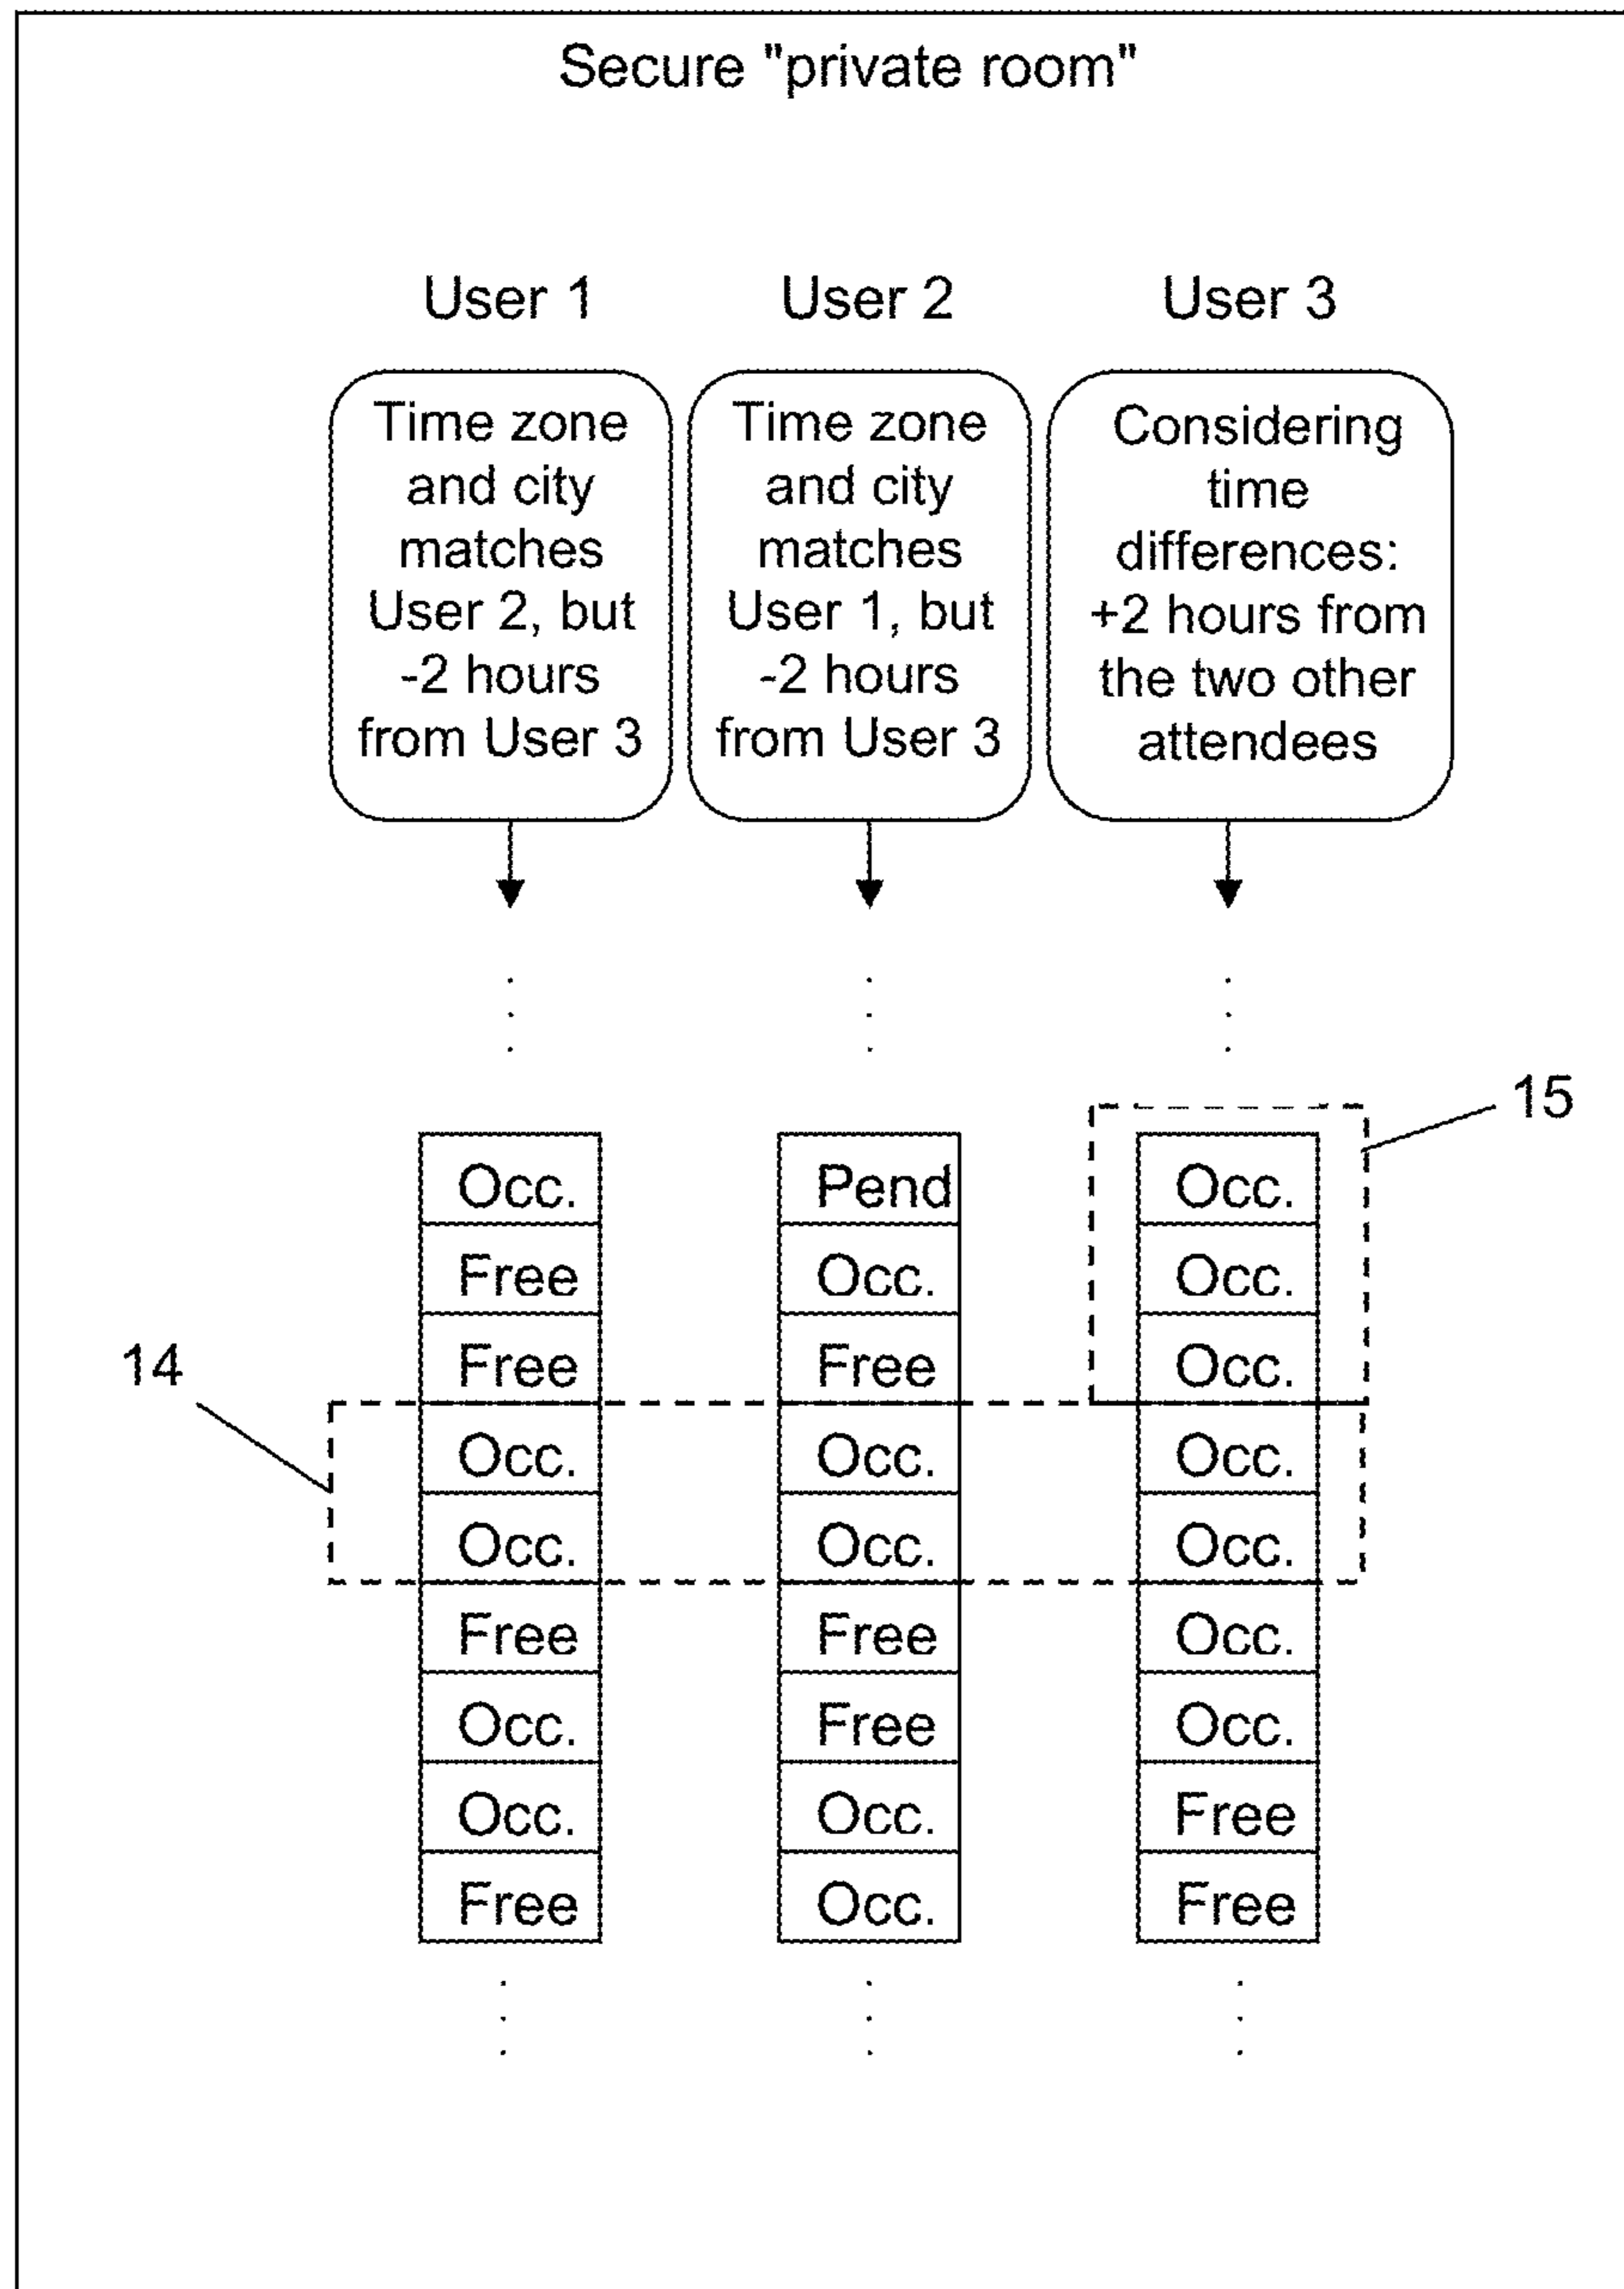 Secure "private room"
User 1
User 2
User 3
Time zone
and city
matches
User 2, but
-2 hours
from User 3
Time zone
and city
matches
User 1, but
-2 hours
from User 3
Considering
time
differences:
+2 hours from
the two other
attendees
15
14
Occ.
Free
Free
Occ.
Occ.
Free
Occ.
Occ.
Free
Pend
Occ.
Free
Occ.
Occ.
Free
Free
Occ.
Occ.
Occ.
Occ.
Occ.
Occ.
Occ.
Occ.
Occ.
Free
Free